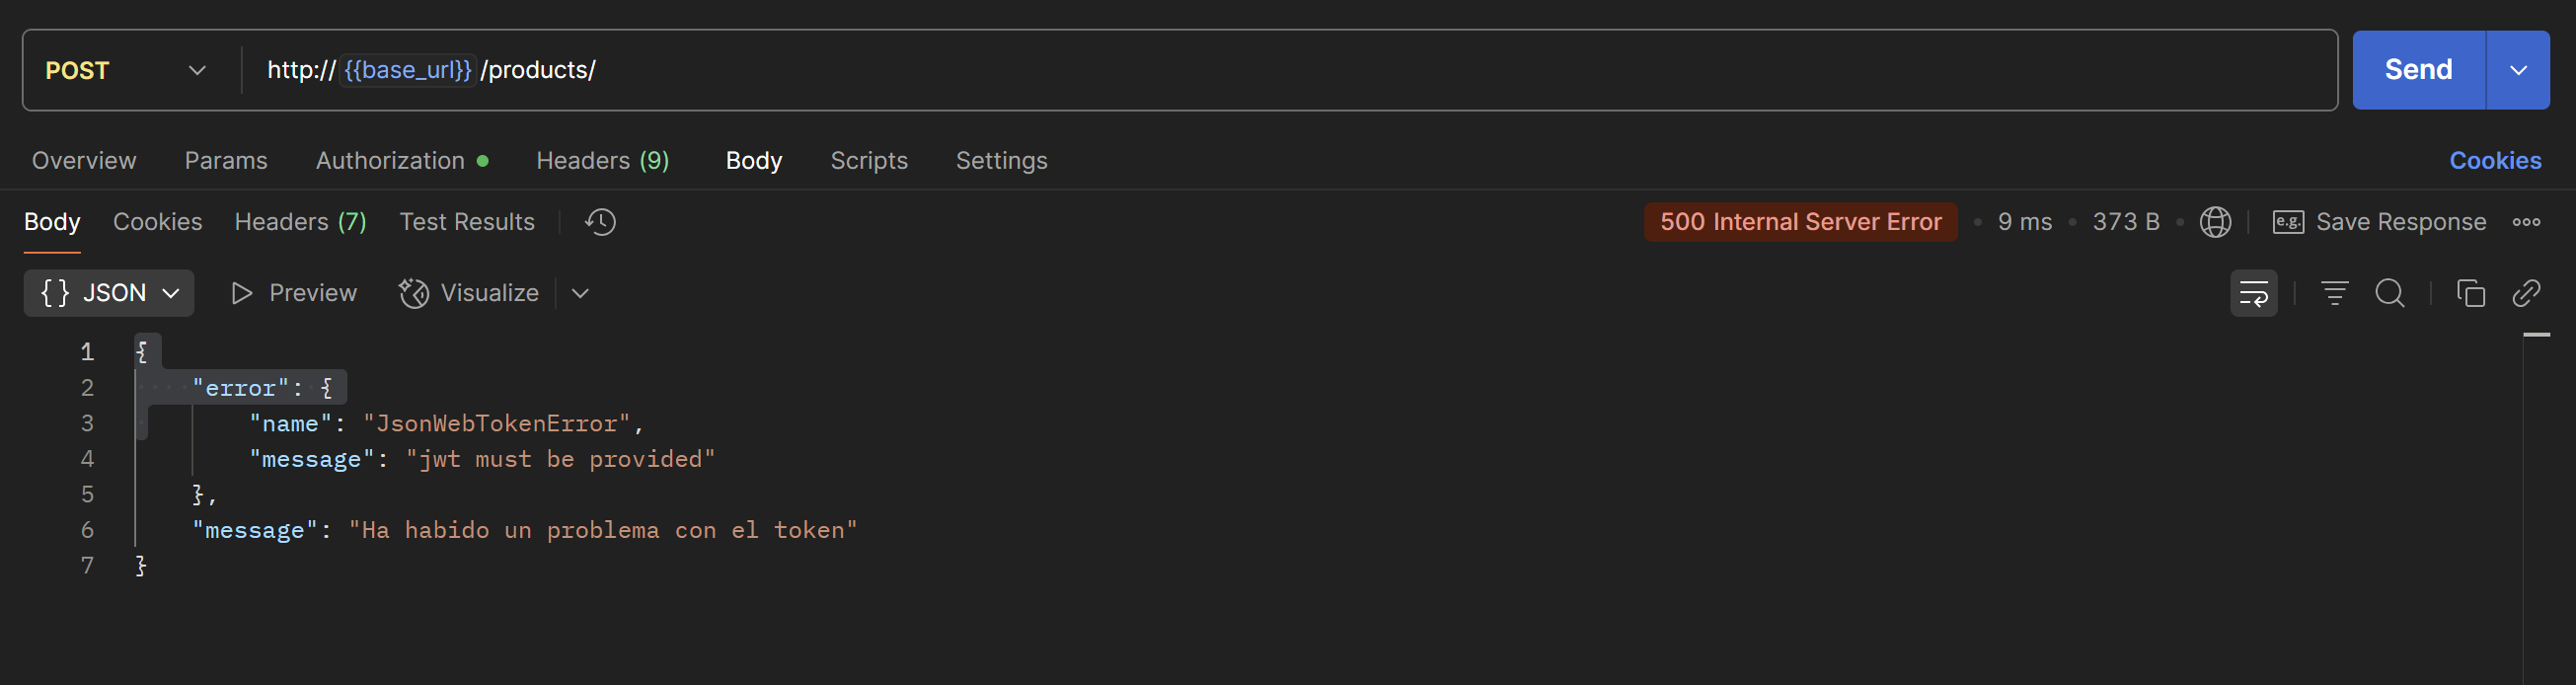 POST http://{{base_url}}/products/ Send
Overview Params Authorization Headers (9) Body Scripts Settings Cookies
Body Cookies Headers (7) Test Results 500 Internal Server Error • 9 ms • 373 B • e.g. Save Response
{} JSON Preview Visualize
1 {
2 "error": {
3 "name": "JsonWebTokenError",
4 "message": "jwt must be provided"
5 },
6 "message": "Ha habido un problema con el token"
7 }